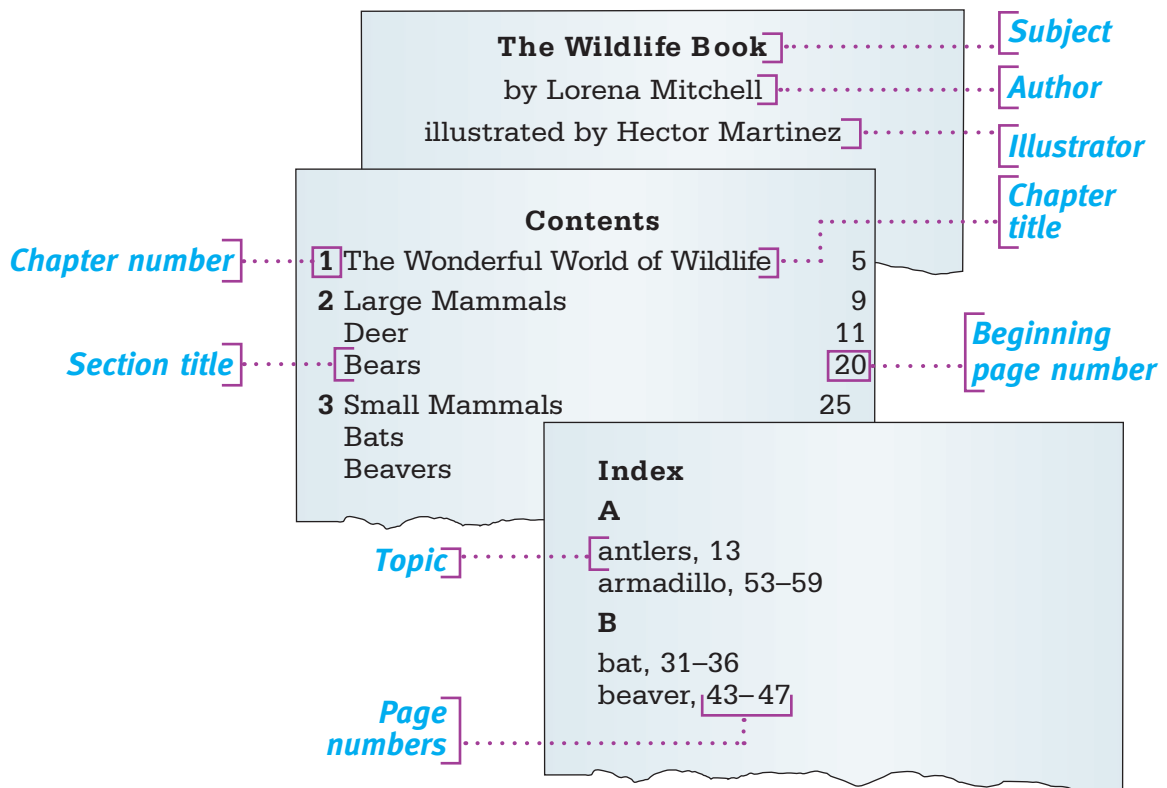 The Wildlife Book
Subject
by Lorena Mitchell
Author
illustrated by Hector Martinez
Illustrator
Chapter
title
Contents
Chapter number
1 The Wonderful World of Wildlife 5
2 Large Mammals 9
Deer 11
Section title
Bears 20
Beginning
page number
3 Small Mammals 25
Bats
Beavers
Index
A
Topic
antlers, 13
armadillo, 53–59
B
bat, 31–36
beaver, 43–47
Page
numbers